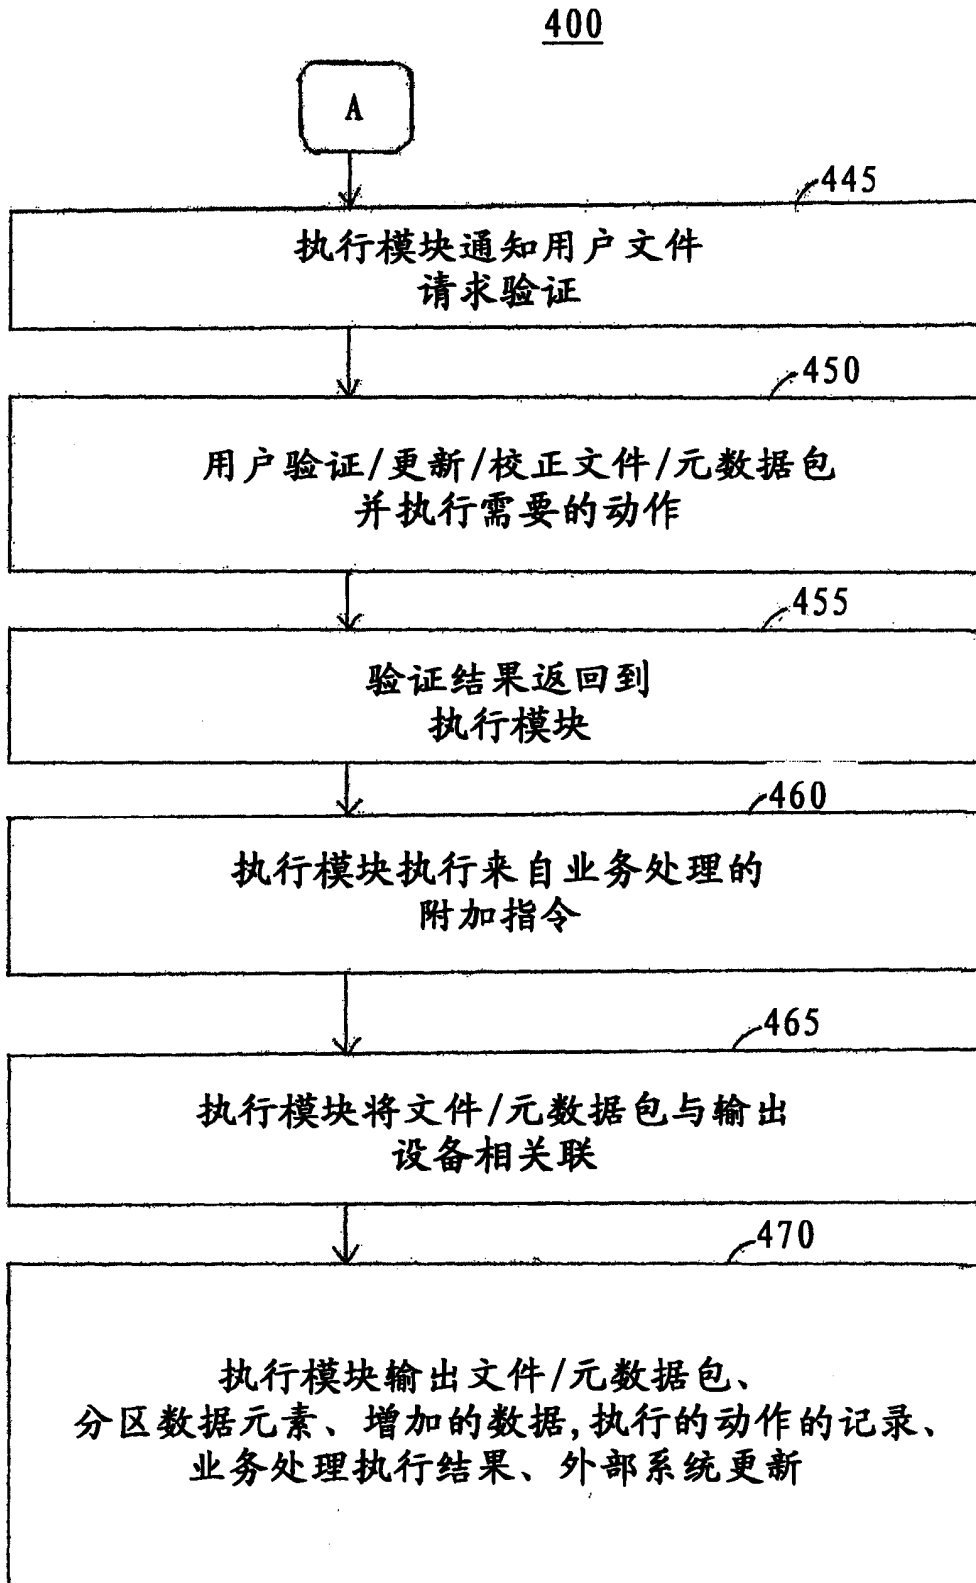 400
A
445
执行模块通知用户文件
请求验证
450
用户验证/更新/校正文件/元数据包
并执行需要的动作
455
验证结果返回到
执行模块
460
执行模块执行来自业务处理的
附加指令
465
执行模块将文件/元数据包与输出
设备相关联
470
执行模块输出文件/元数据包、
分区数据元素、增加的数据,执行的动作的记录、
业务处理执行结果、外部系统更新